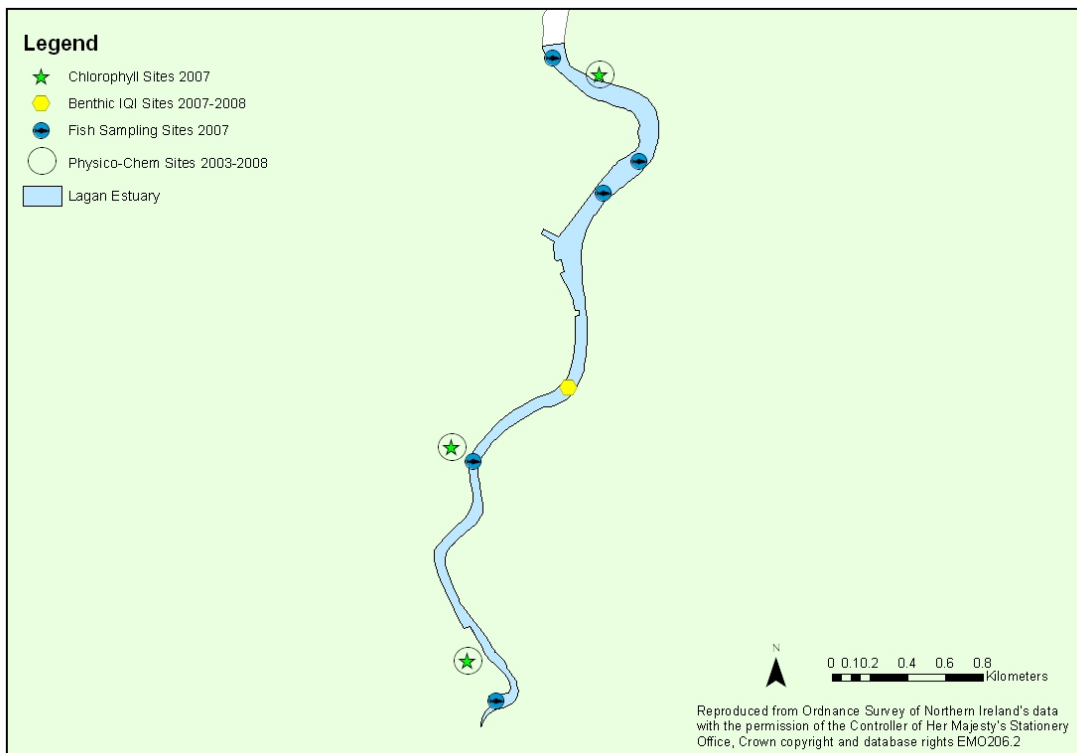 Legend
Chlorophyll Sites 2007
Benthic IQI Sites 2007-2008
Fish Sampling Sites 2007
Physico-Chem Sites 2003-2008
Lagan Estuary
N
0 0.1 0.2 0.4 0.6 0.8
Kilometers
Reproduced from Ordnance Survey of Northern Ireland's data
with the permission of the Controller of Her Majesty's Stationery
Office, Crown copyright and database rights EMO206.2